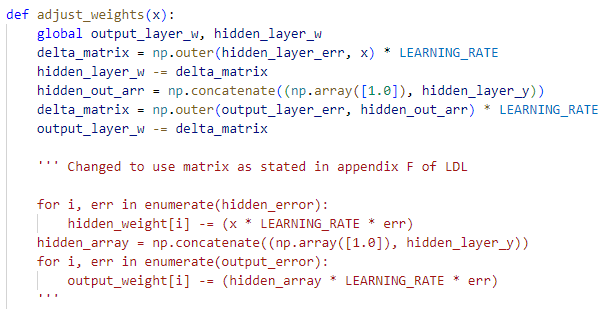 def adjust_weights(x):
    global output_layer_w, hidden_layer_w
    delta_matrix = np.outer(hidden_layer_err, x) * LEARNING_RATE
    hidden_layer_w -= delta_matrix
    hidden_out_arr = np.concatenate((np.array([1.0]), hidden_layer_y))
    delta_matrix = np.outer(output_layer_err, hidden_out_arr) * LEARNING_RATE
    output_layer_w -= delta_matrix

    ''' Changed to use matrix as stated in appendix F of LDL

    for i, err in enumerate(hidden_error):
        hidden_weight[i] -= (x * LEARNING_RATE * err)
    hidden_array = np.concatenate((np.array([1.0]), hidden_layer_y))
    for i, err in enumerate(output_error):
        output_weight[i] -= (hidden_array * LEARNING_RATE * err)
    '''